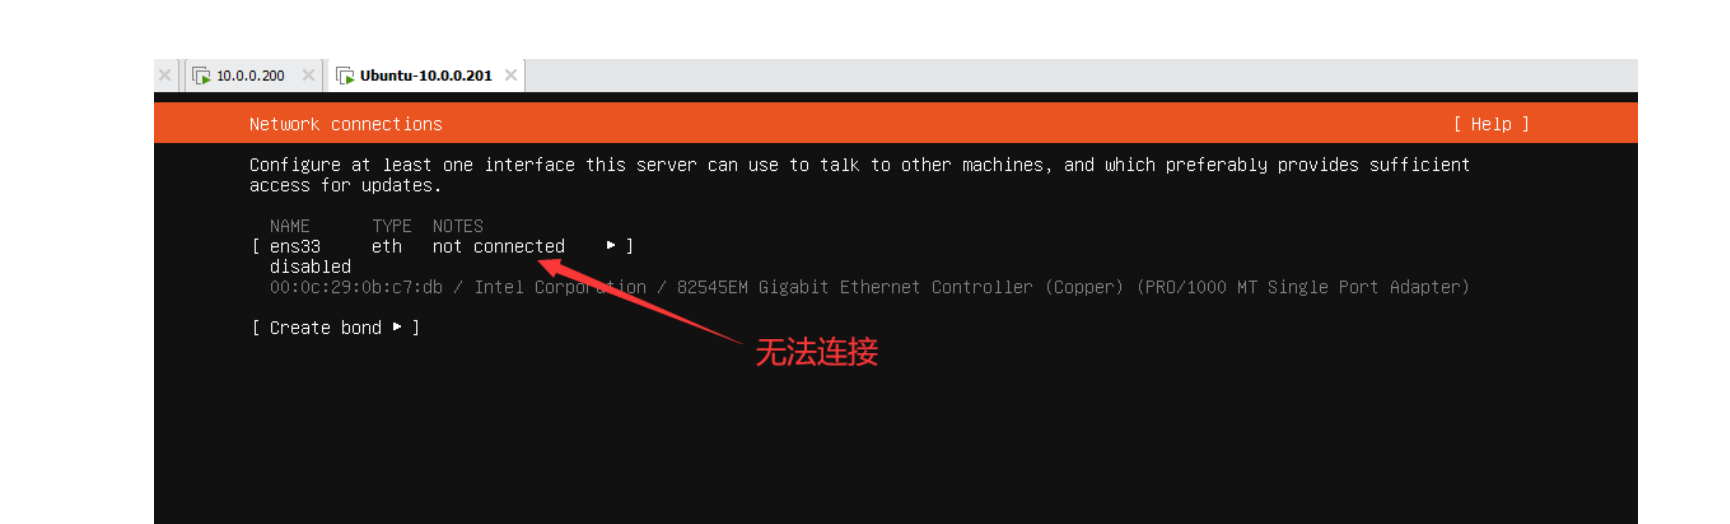 10.0.0.200 Ubuntu-10.0.0.201
Network connections [ Help ]
Configure at least one interface this server can use to talk to other machines, and which preferably provides sufficient
access for updates.
NAME TYPE NOTES
[ ens33 eth not connected ▸ ]
disabled
00:0c:29:0b:c7:db / Intel Corporation / 82545EM Gigabit Ethernet Controller (Copper) (PRO/1000 MT Single Port Adapter)
[ Create bond ▸ ]
无法连接